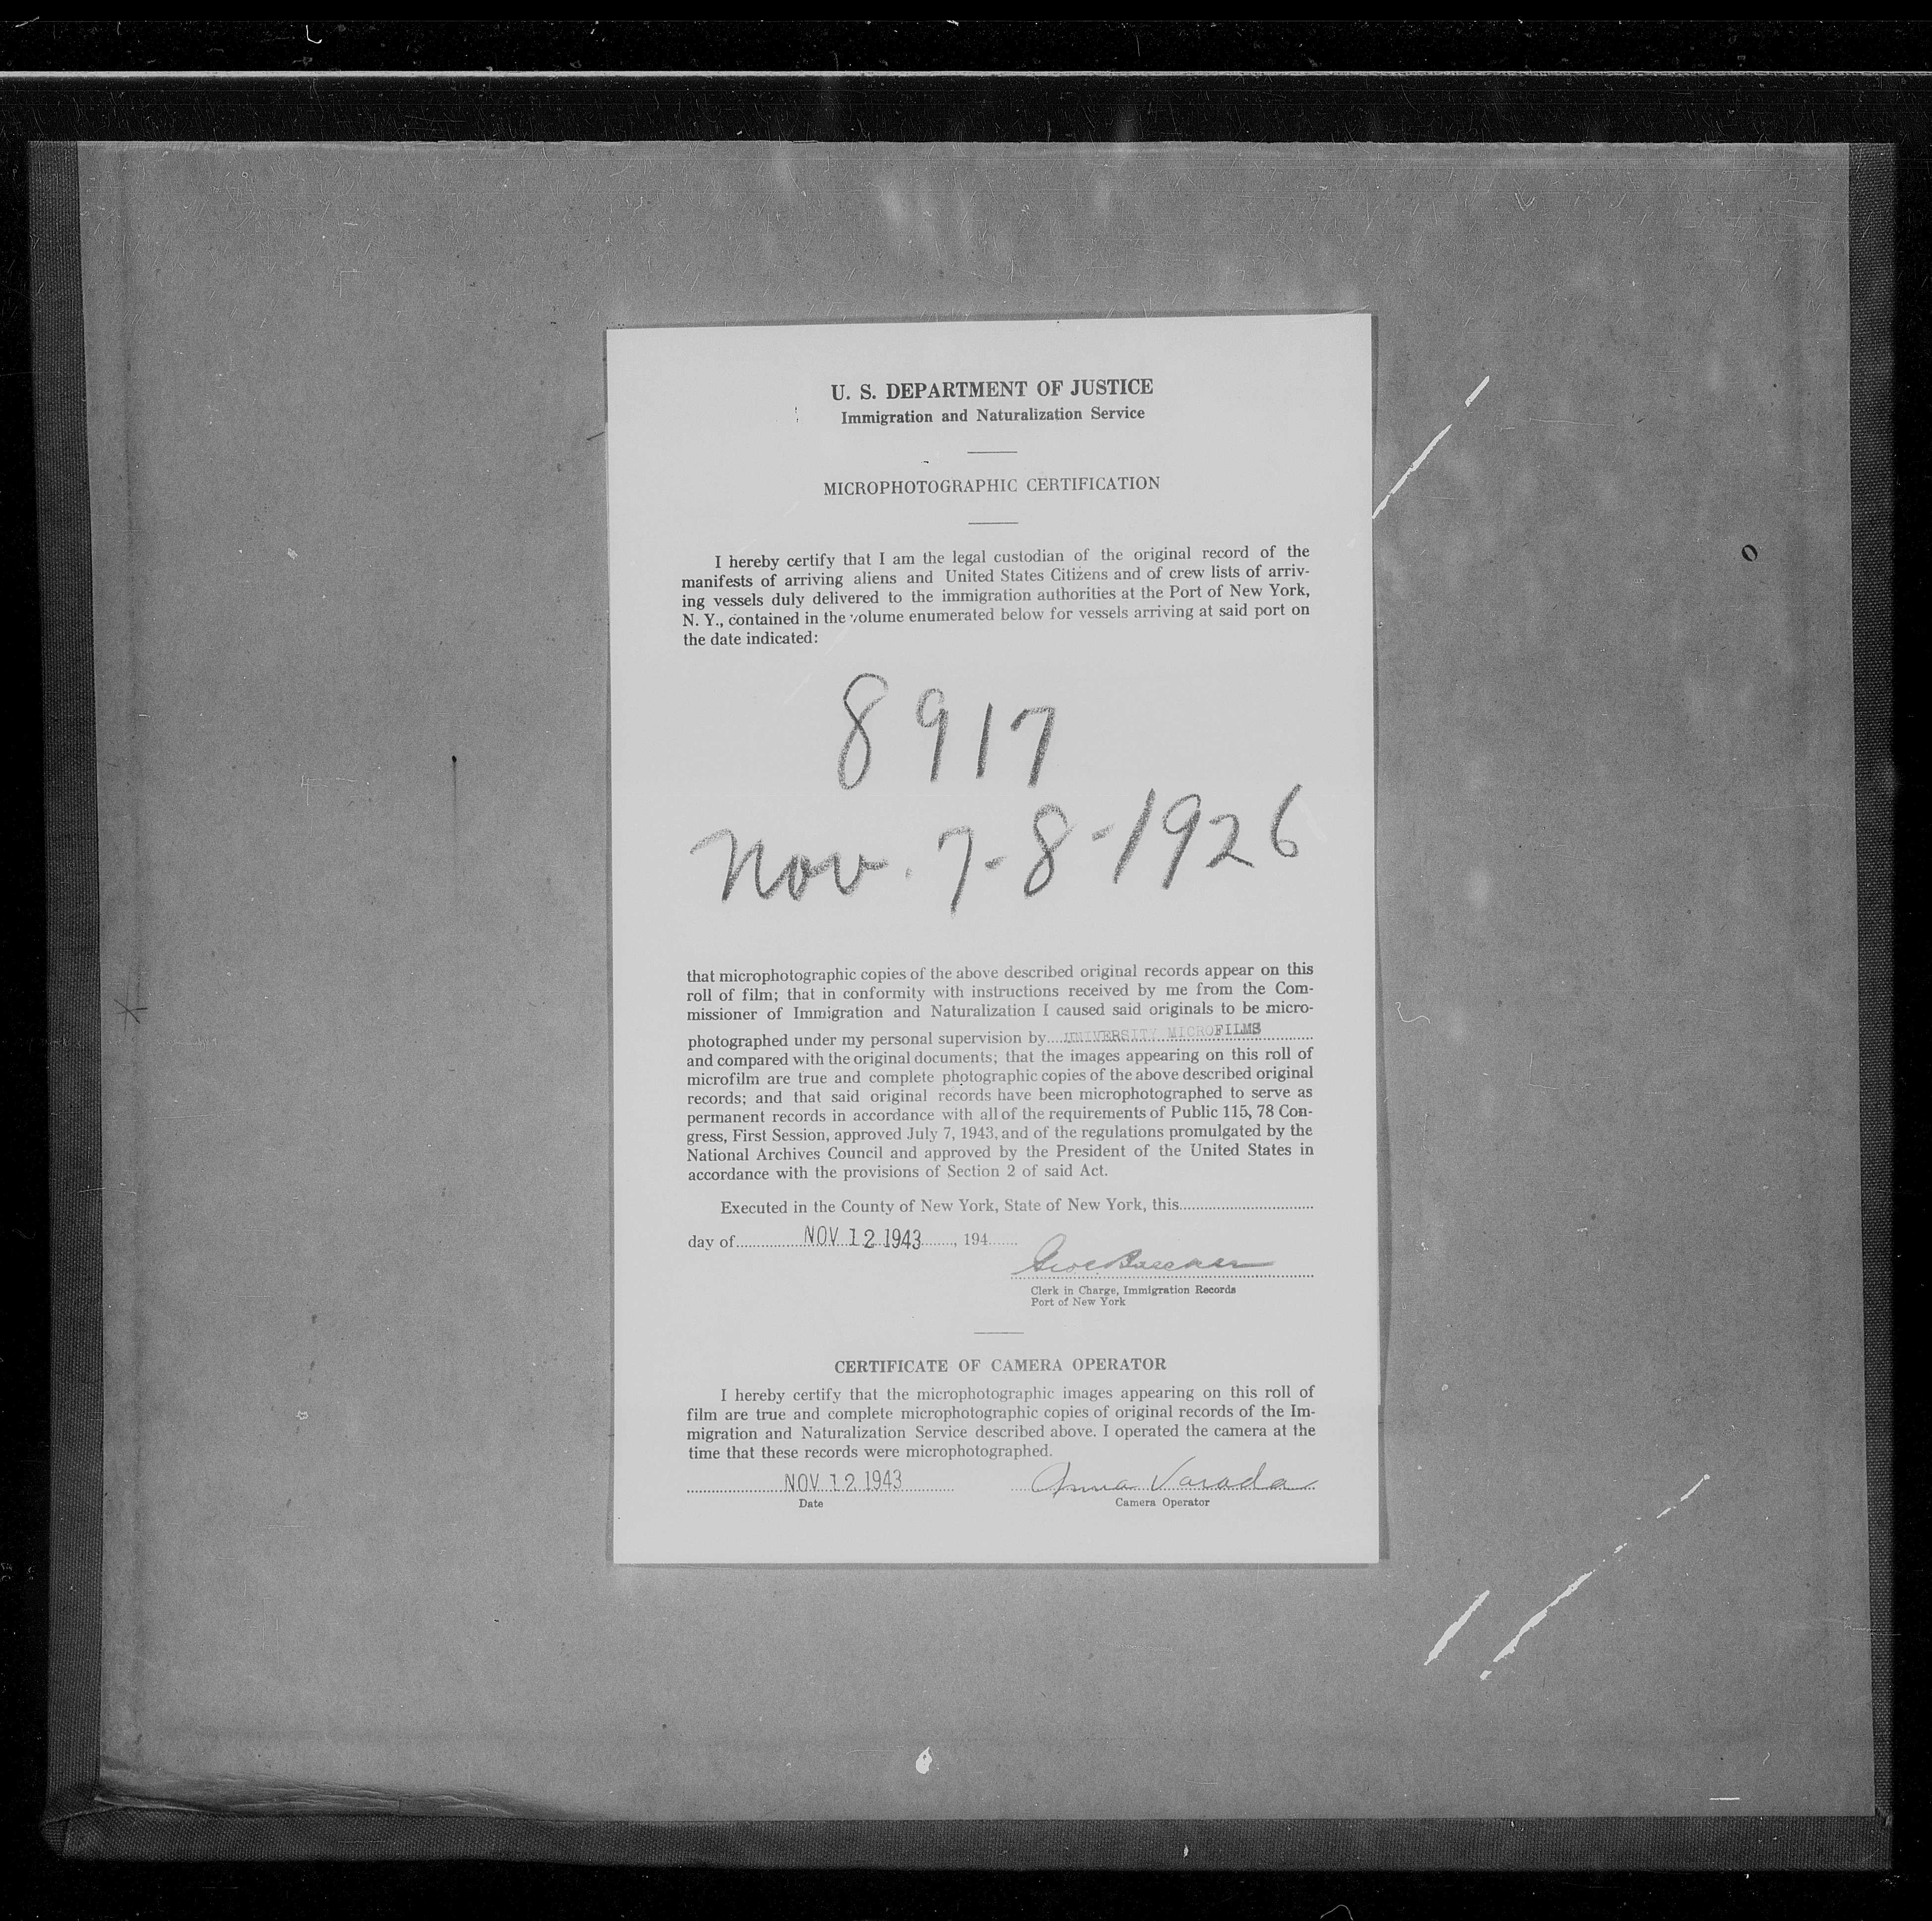 U. S. DEPARTMENT OF JUSTICE
Immigration and Naturalization Service
MICROPHOTOGRAPHIC CERTIFICATION
I hereby certify that I am the legal custodian of the original record of the
manifests of arriving aliens and United States Citizens and of crew lists of arriv-
ing vessels duly delivered to the immigration authorities at the Port of New York,
N. Y., contained in the volume enumerated below for vessels arriving at said port on
the date indicated:
8917
Nov. 7-8-1926
that microphotographic copies of the above described original records appear on this
roll of film; that in conformity with instructions received by me from the Com-
missioner of Immigration and Naturalization I caused said originals to be micro-
photographed under my personal supervision by UNIVERSITY MICROFILMS
and compared with the original documents; that the images appearing on this roll of
microfilm are true and complete photographic copies of the above described original
records; and that said original records have been microphotographed to serve as
permanent records in accordance with all of the requirements of Public 115, 78 Con-
gress, First Session, approved July 7, 1943, and of the regulations promulgated by the
National Archives Council and approved by the President of the United States in
accordance with the provisions of Section 2 of said Act.
Executed in the County of New York, State of New York, this
day of NOV 12 1943, 194
Clerk in Charge, Immigration Records
Port of New York
CERTIFICATE OF CAMERA OPERATOR
I hereby certify that the microphotographic images appearing on this roll of
film are true and complete microphotographic copies of original records of the Im-
migration and Naturalization Service described above. I operated the camera at the
time that these records were microphotographed.
NOV 12 1943 Anna Varada
Date Camera Operator